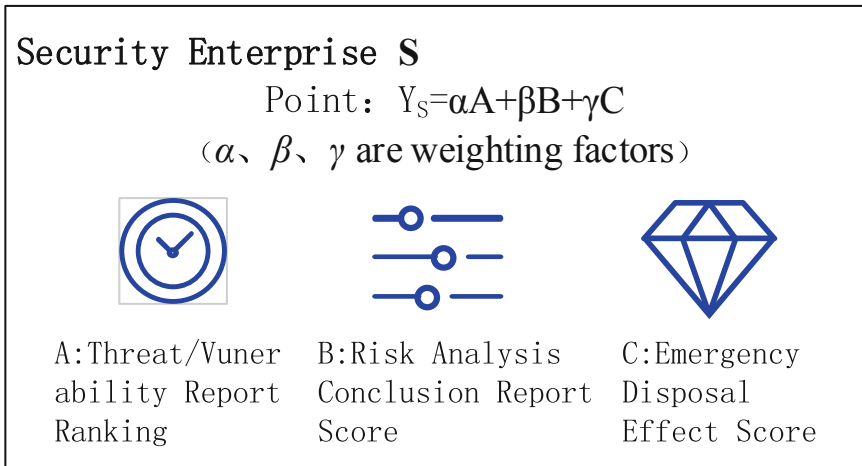 Security Enterprise S
Point: Y_S=αA+βB+γC
(α、β、γ are weighting factors)
A:Threat/Vuner
ability Report
Ranking
B:Risk Analysis
Conclusion Report
Score
C:Emergency
Disposal
Effect Score